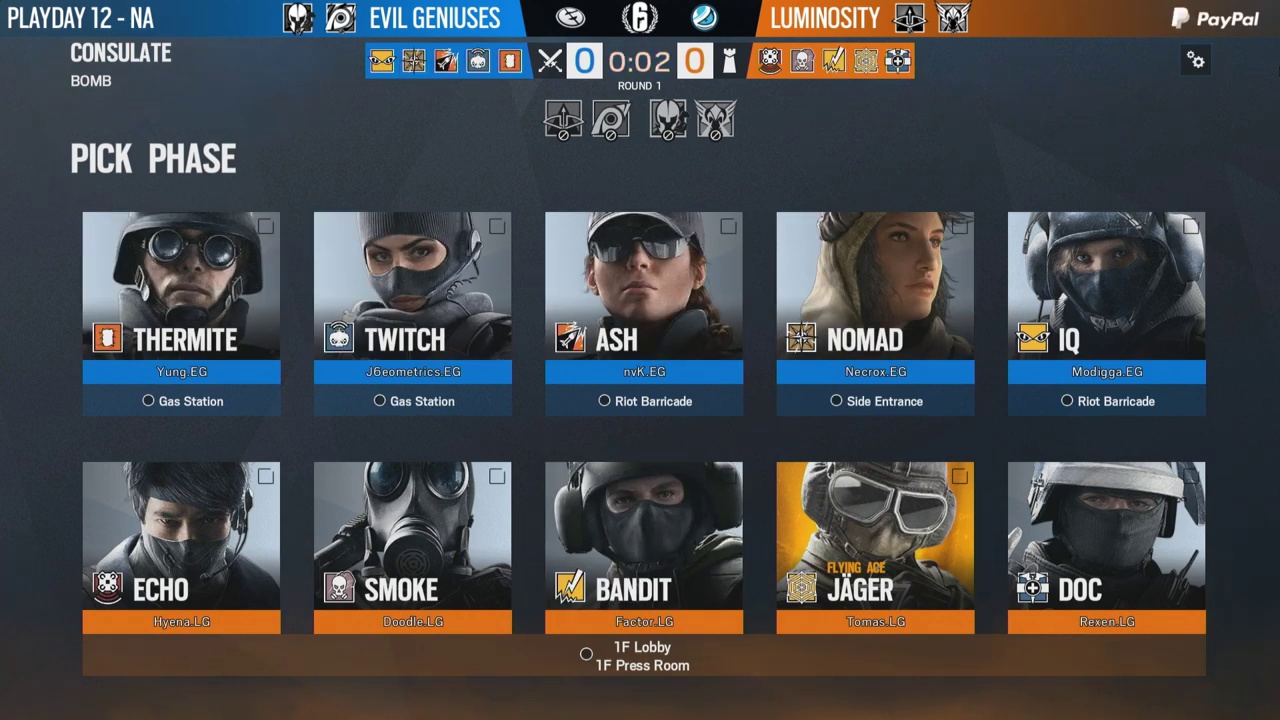 PLAYDAY 12 - NA
EVIL GENIUSES
6
LUMINOSITY
PayPal
CONSULATE
BOMB
0
0:02
0
ROUND 1
PICK PHASE
THERMITE
TWITCH
ASH
NOMAD
IQ
Yung.EG
J6eometrics.EG
nvK.EG
Necrox.EG
Modigga.EG
Gas Station
Gas Station
Riot Barricade
Side Entrance
Riot Barricade
ECHO
SMOKE
BANDIT
FLYING ACE
JÄGER
DOC
Hyena.LG
Doodle.LG
Factor.LG
Tomas.LG
Rexen.LG
1F Lobby
1F Press Room